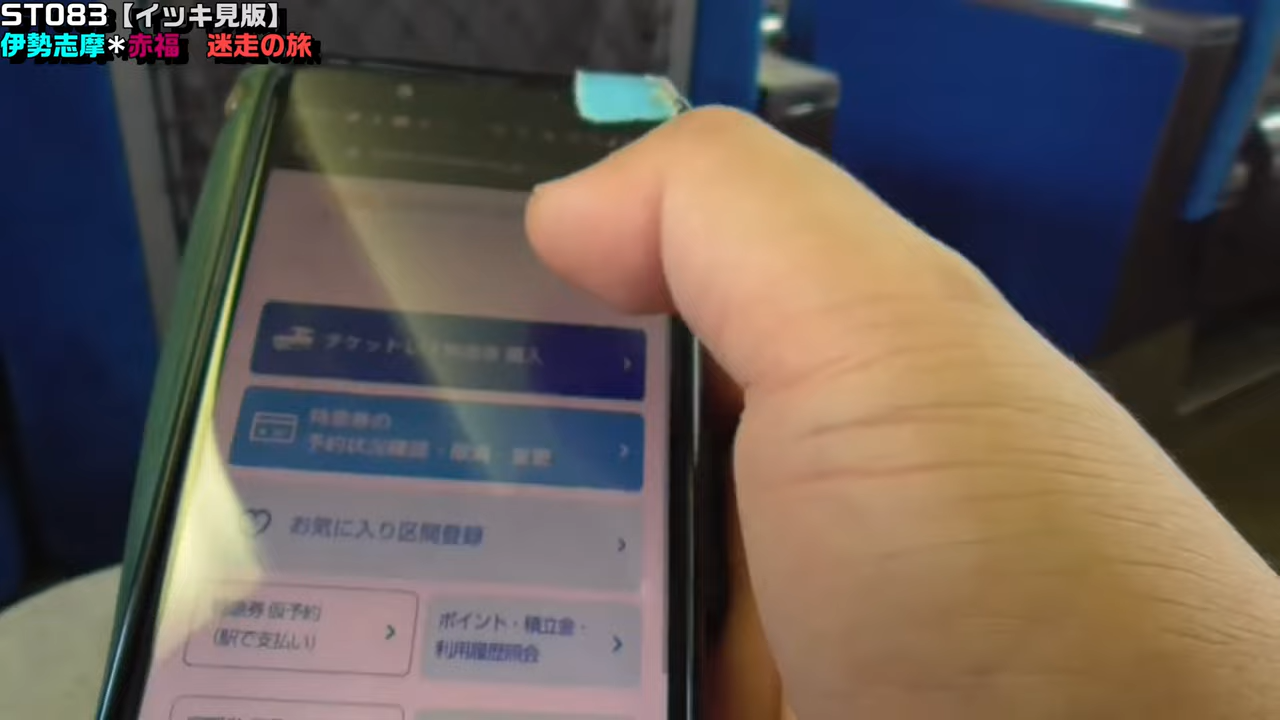 ST083【イッキ見版】
伊勢志摩*赤福　迷走の旅
チケットレス特急券 購入
特急券の
予約状況確認・取消・変更
お気に入り区間登録
特急券 仮予約
(駅で支払い)
ポイント・積立金・
利用履歴照会